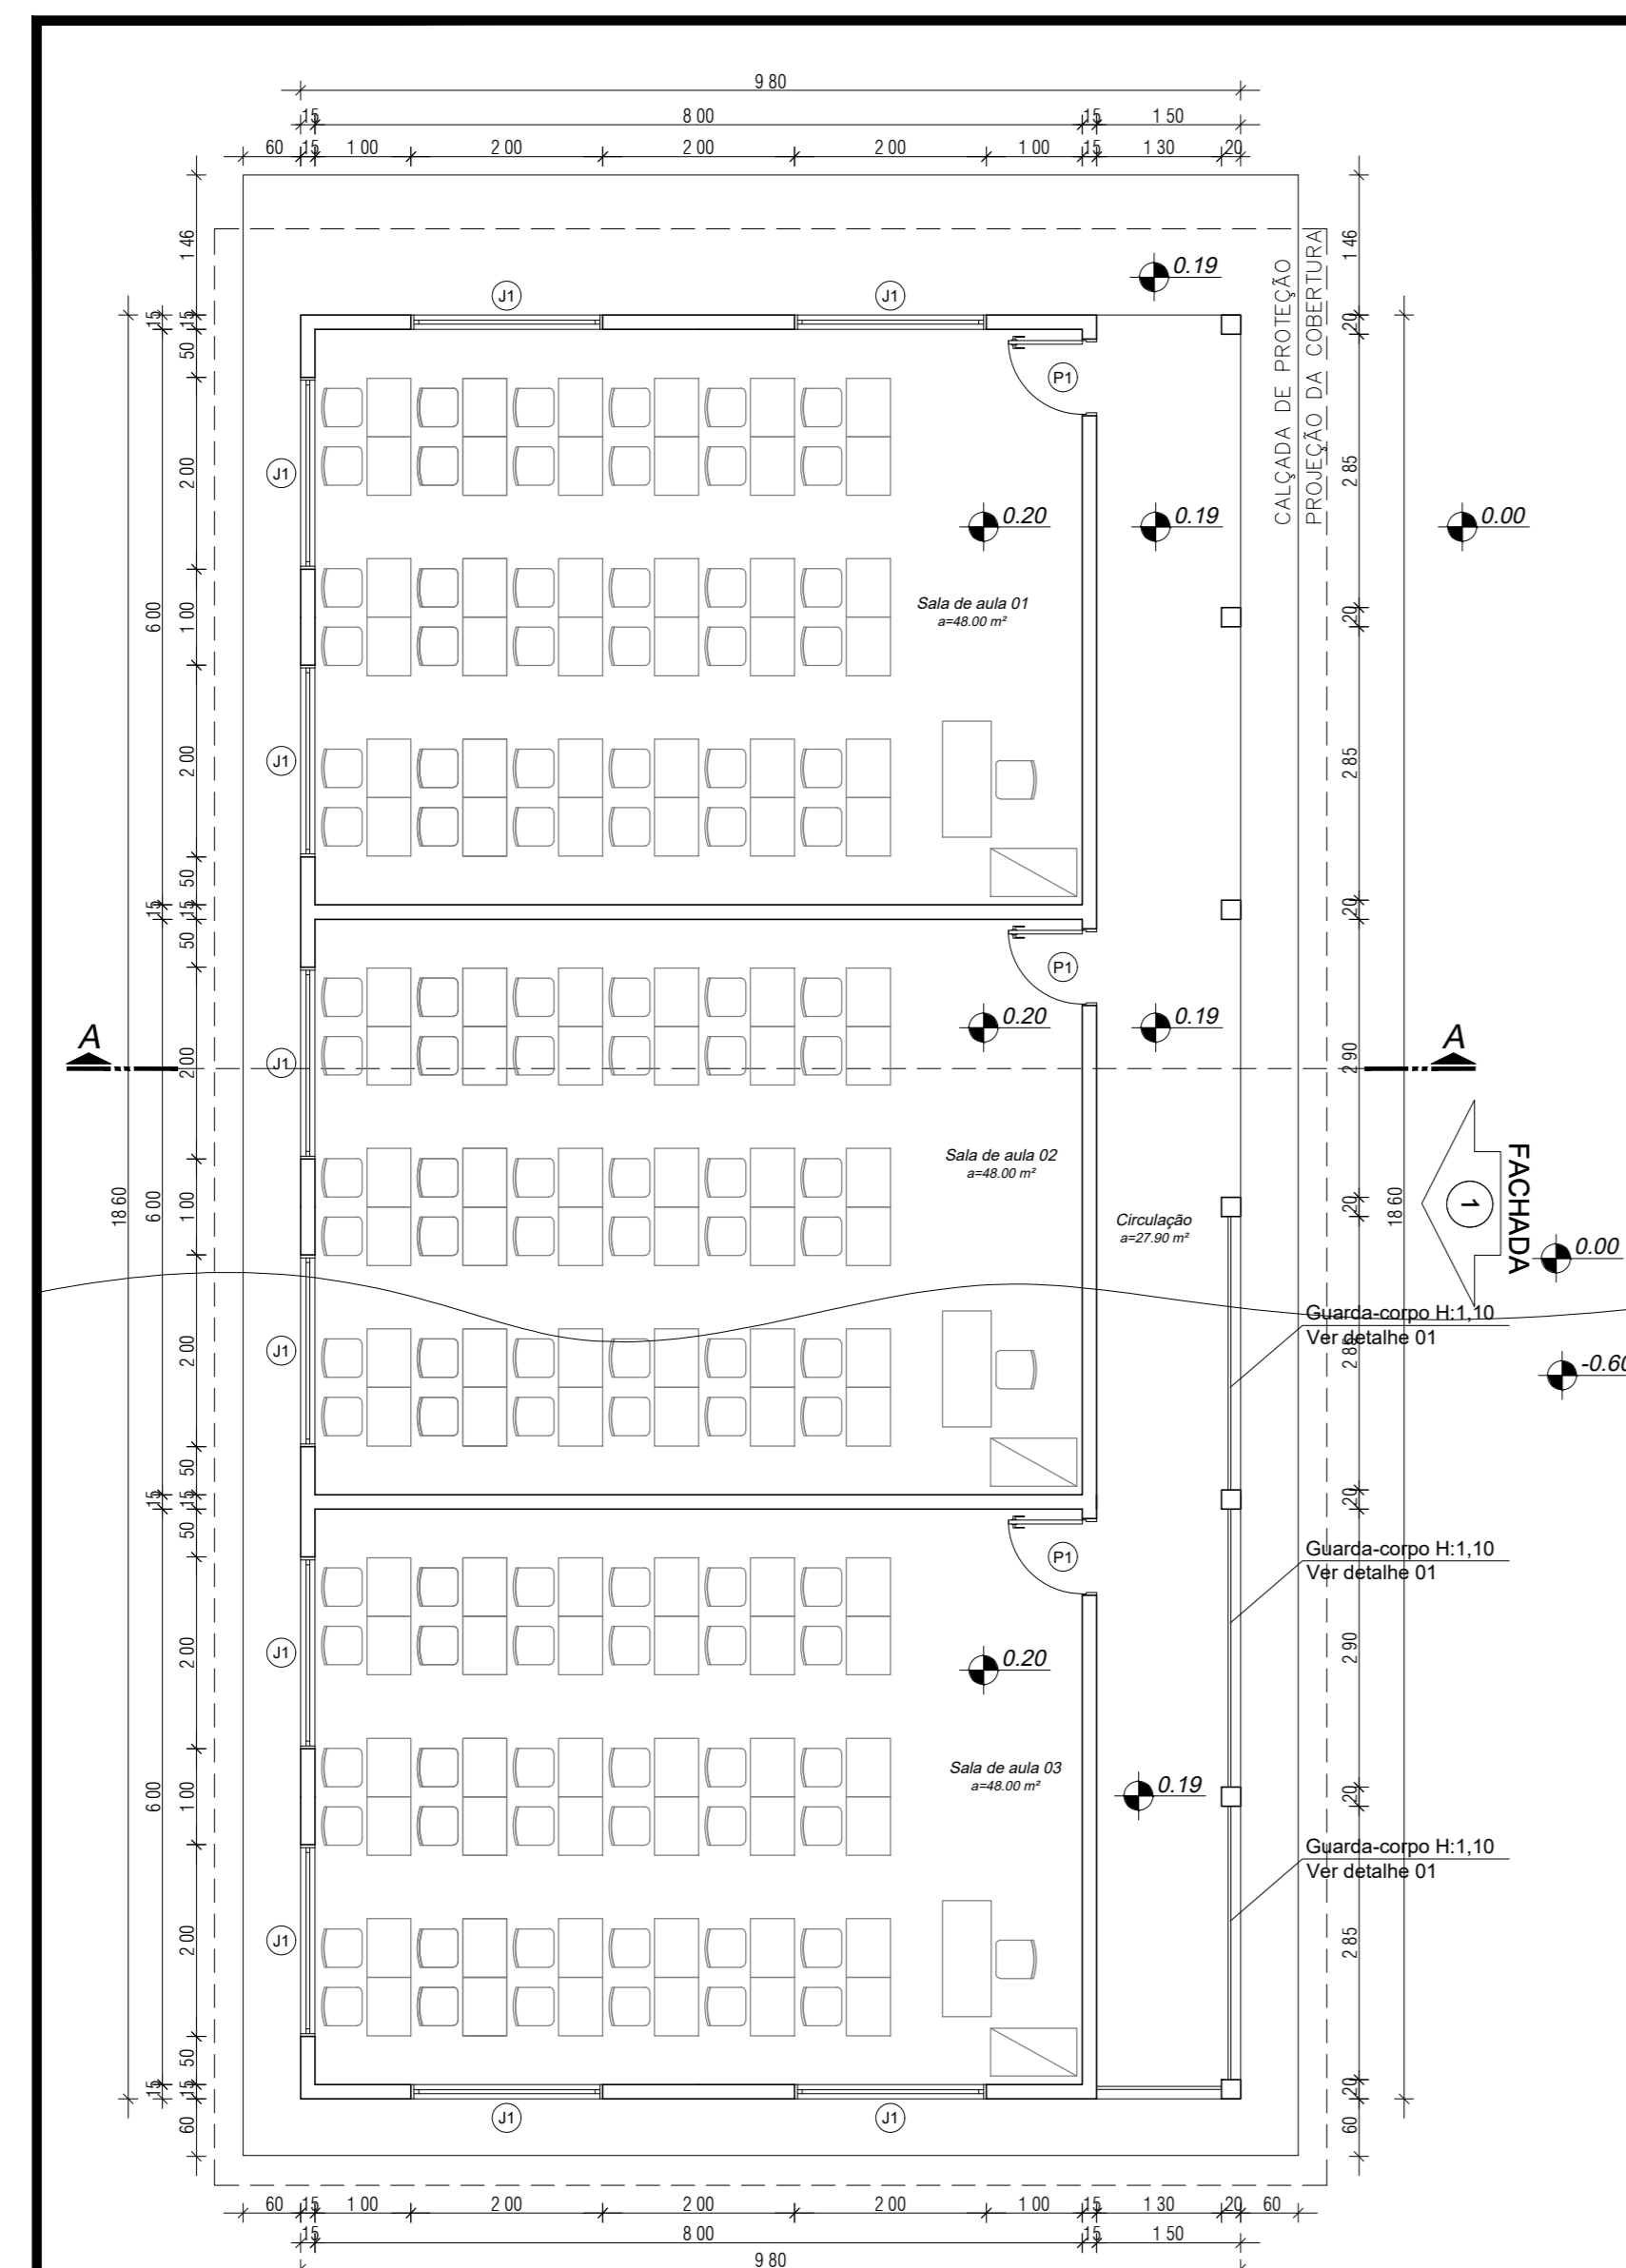 9 80
15 8 00 15 1 50
60 15 1 00 2 00 2 00 2 00 1 00 15 1 30 20
1 46
1 46
CALÇADA DE PROTEÇÃO
PROJEÇÃO DA COBERTURA
0.19
J1 J1
15 15 20
50
P1
2 00
J1
2 85
0.20 0.19 0.00
Sala de aula 01
a=48.00 m²
6 00 1 00
20
2 00
J1
2 85
50
15 15 20
50
P1
0.20 0.19
A A
2 00
J1
2 90
FACHADA
1
Sala de aula 02
a=48.00 m²
18 60 6 00 1 00
20
18 60
Circulação
a=27.90 m²
0.00
Guarda-corpo H:1,10
Ver detalhe 01
2 00
J1
2 85
-0.60
50
15 15 20
50
P1
Guarda-corpo H:1,10
Ver detalhe 01
2 00
J1
2 90
0.20
Sala de aula 03
a=48.00 m²
0.19
6 00 1 00
20
Guarda-corpo H:1,10
Ver detalhe 01
2 00
J1
2 85
50
15 15 20
60
60
J1 J1
60 15 1 00 2 00 2 00 2 00 1 00 15 1 30 20 60
15 8 00 15 1 50
9 80